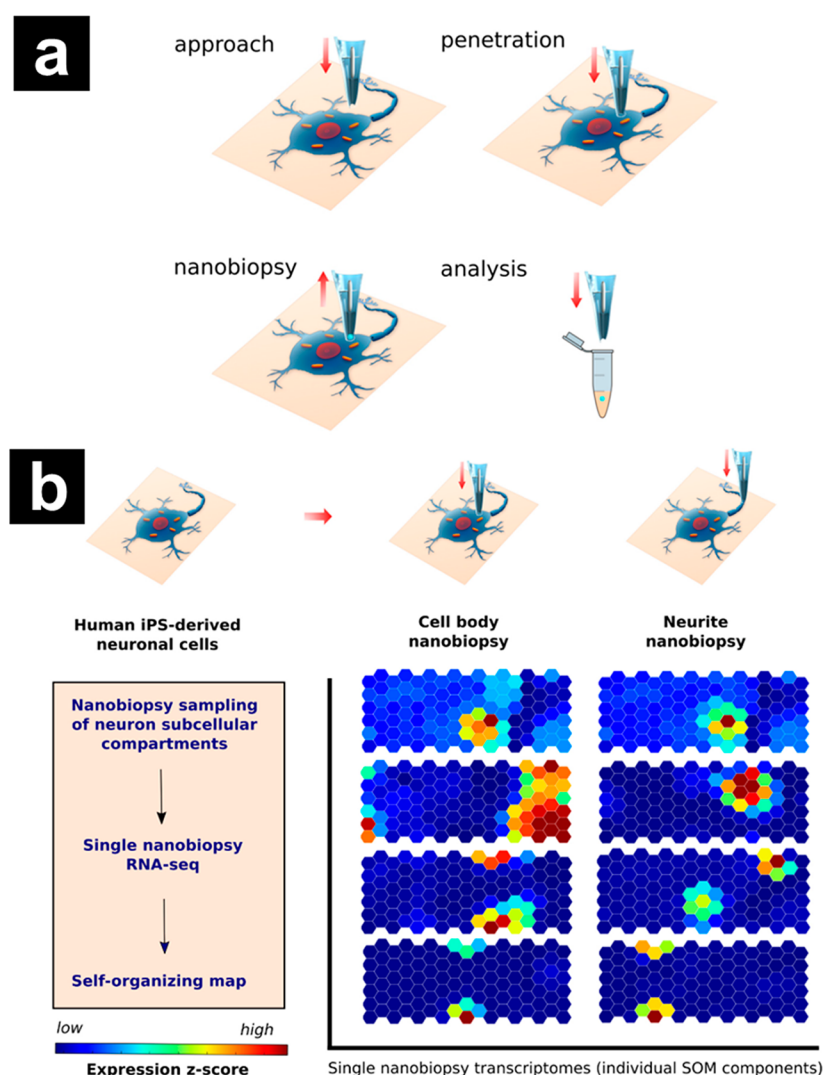 a
approach
penetration
nanobiopsy
analysis
b
Human iPS-derived
neuronal cells
Cell body
nanobiopsy
Neurite
nanobiopsy
Nanobiopsy sampling
of neuron subcellular
compartments
Single nanobiopsy
RNA-seq
Self-organizing map
low
high
Expression z-score
Single nanobiopsy transcriptomes (individual SOM components)